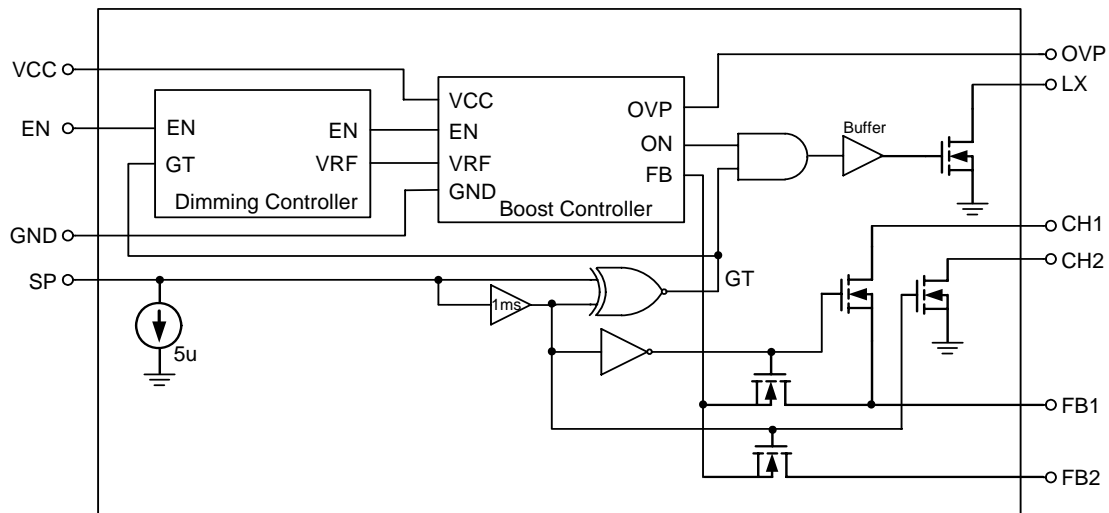 OVP
VCC
LX
VCC
OVP
Buffer
EN
EN
EN
EN
ON
GT
VRF
VRF
FB
GND
Dimming Controller
Boost Controller
GND
CH1
CH2
SP
GT
1ms
5u
FB1
FB2